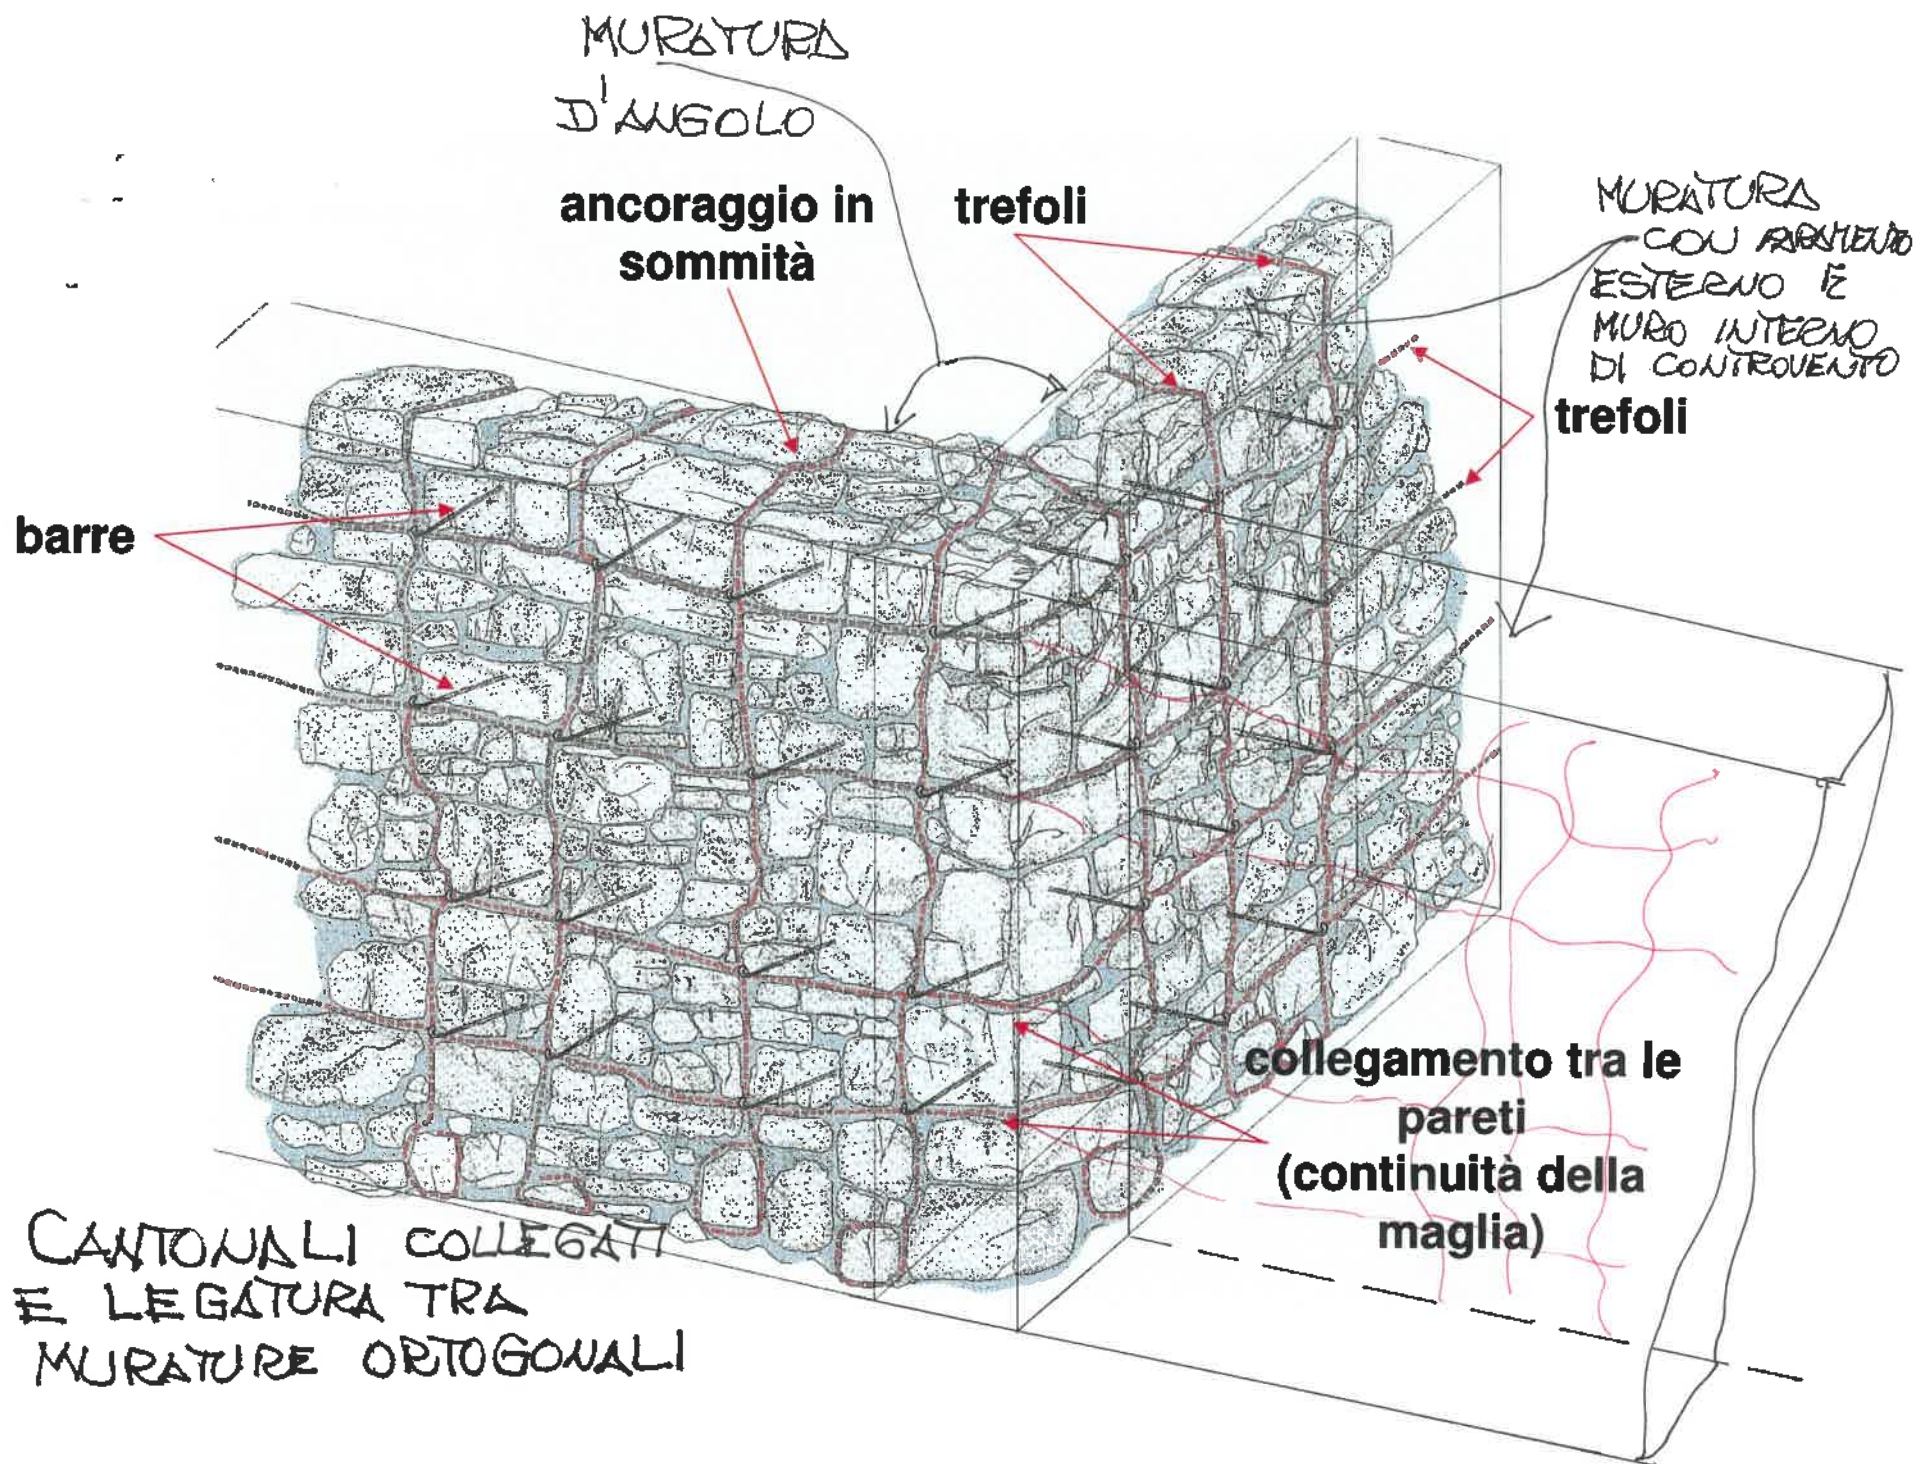 MURATURA
D'ANGOLO
ancoraggio in
sommità
trefoli
MURATURA
CON PARAMENTO
ESTERNO E
MURO INTERNO
DI CONTROVENTO
trefoli
barre
collegamento tra le
pareti
(continuità della
maglia)
CANTONALI COLLEGATI
E LEGATURA TRA
MURATURE ORTOGONALI